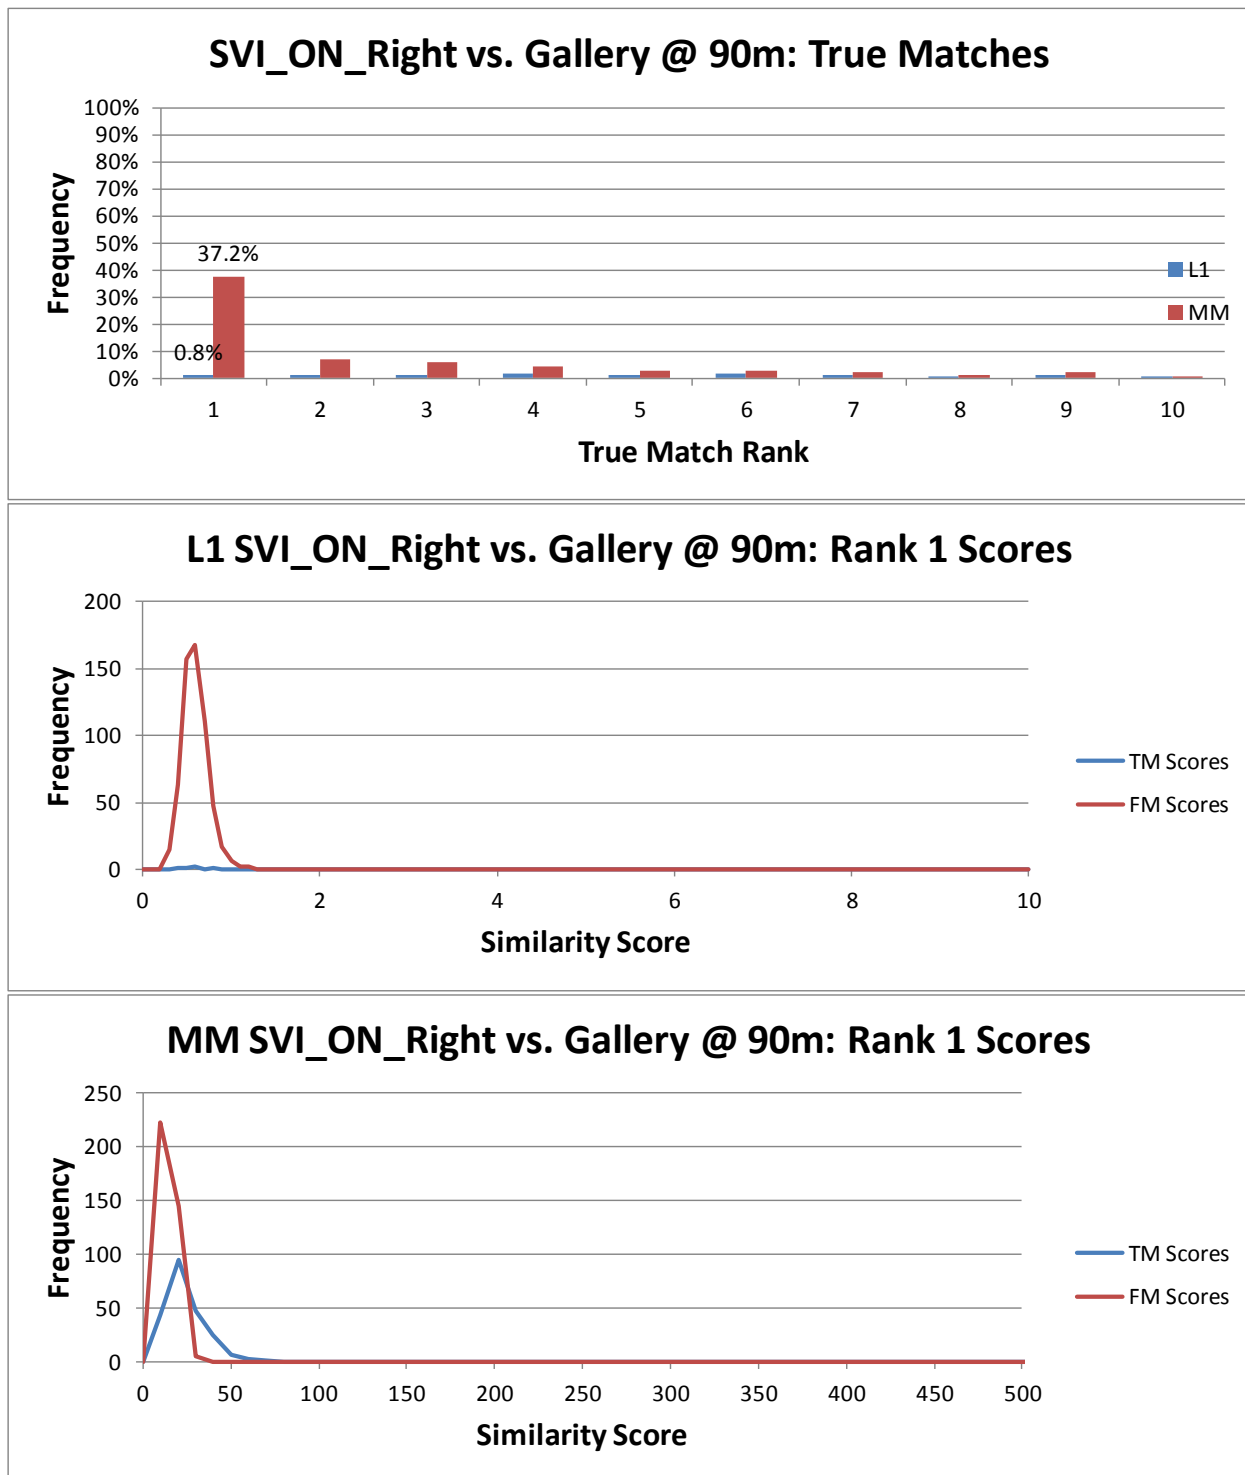 SVI_ON_Right vs. Gallery @ 90m: True Matches
100%
90%
80%
70%
60%
50%
40%
30%
20%
10%
0%
Frequency
37.2%
0.8%
L1
MM
1 2 3 4 5 6 7 8 9 10
True Match Rank
L1 SVI_ON_Right vs. Gallery @ 90m: Rank 1 Scores
200
150
100
50
0
Frequency
TM Scores
FM Scores
0 2 4 6 8 10
Similarity Score
MM SVI_ON_Right vs. Gallery @ 90m: Rank 1 Scores
250
200
150
100
50
0
Frequency
TM Scores
FM Scores
0 50 100 150 200 250 300 350 400 450 500
Similarity Score